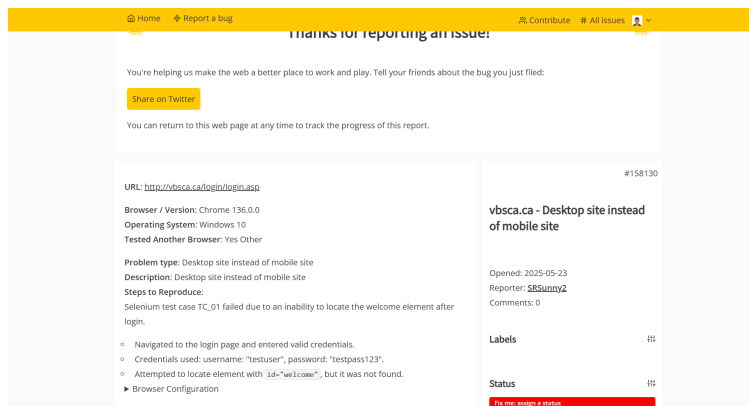 Home
Report a bug
Contribute
All issues
Thanks for reporting an issue!
You're helping us make the web a better place to work and play. Tell your friends about the bug you just filed:
Share on Twitter
You can return to this web page at any time to track the progress of this report.
URL: http://vbsca.ca/login/login.asp
Browser / Version: Chrome 136.0.0
Operating System: Windows 10
Tested Another Browser: Yes Other
Problem type: Desktop site instead of mobile site
Description: Desktop site instead of mobile site
Steps to Reproduce:
Selenium test case TC_01 failed due to an inability to locate the welcome element after
login.
Navigated to the login page and entered valid credentials.
Credentials used: username: "testuser", password: "testpass123".
Attempted to locate element with id="welcome", but it was not found.
Browser Configuration
#158130
vbsca.ca - Desktop site instead
of mobile site
Opened: 2025-05-23
Reporter: SRSunny2
Comments: 0
Labels
Status
Fix me: assign a status